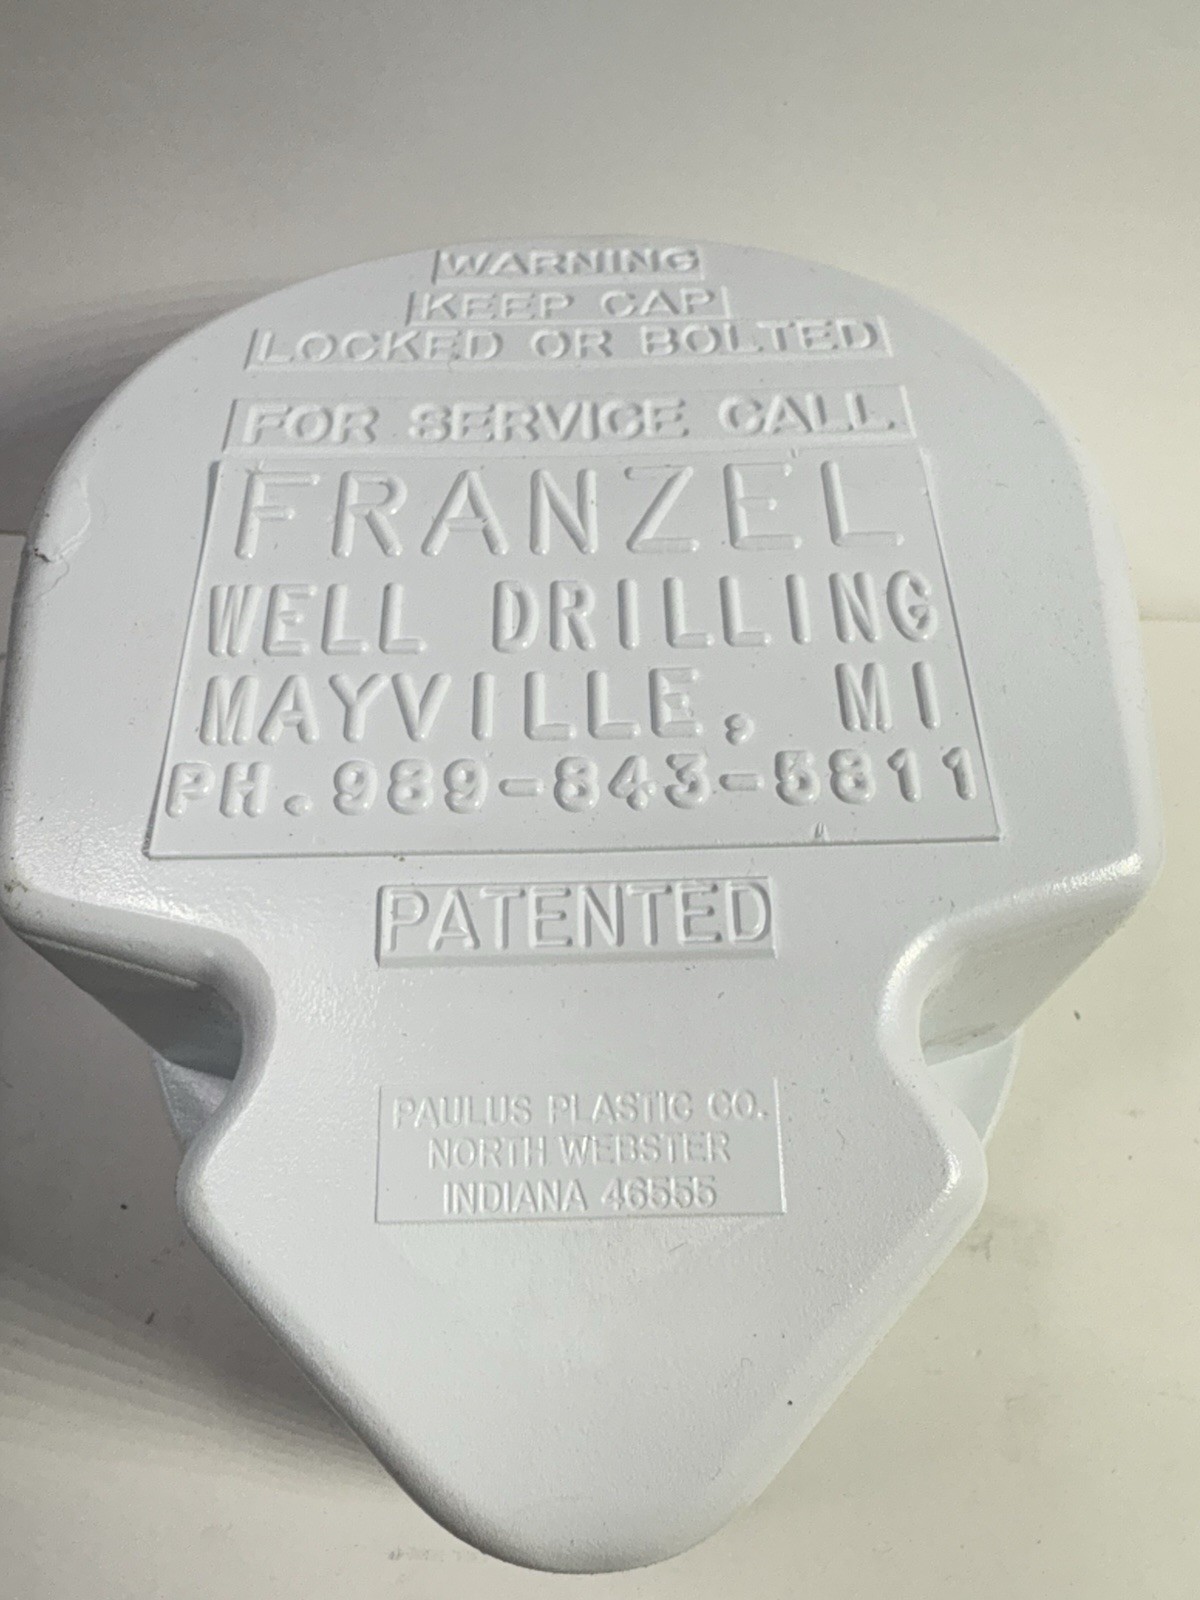 WARNING
KEEP CAP
LOCKED OR BOLTED
FOR SERVICE CALL
FRANZEL
WELL DRILLING
MAYVILLE, MI
PH. 989-843-5811
PATENTED
PAULUS PLASTIC CO.
NORTH WEBSTER
INDIANA 46555